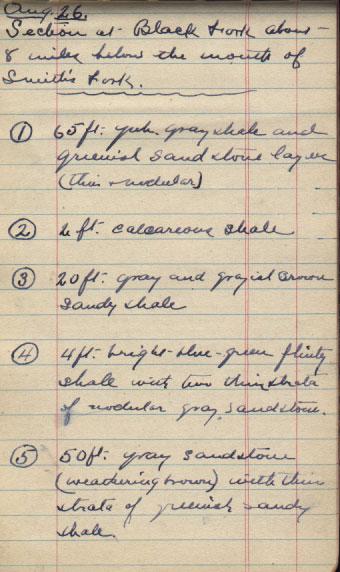 Aug. 26.
Section at Black Fork about
8 miles below the mouth of
Smith's Fork.
① 65 ft. gray shale and
greenish sandstone layer
(thin + nodular)
② 2 ft. calcareous shale
③ 20 ft. gray and grayish brown
sandy shale
④ 4 ft. bright-blue-green flinty
shale with two thin strata
of nodular gray sandstone.
⑤ 50 ft. gray sandstone
(weathering brown) with thin
strata of greenish sandy
shale.